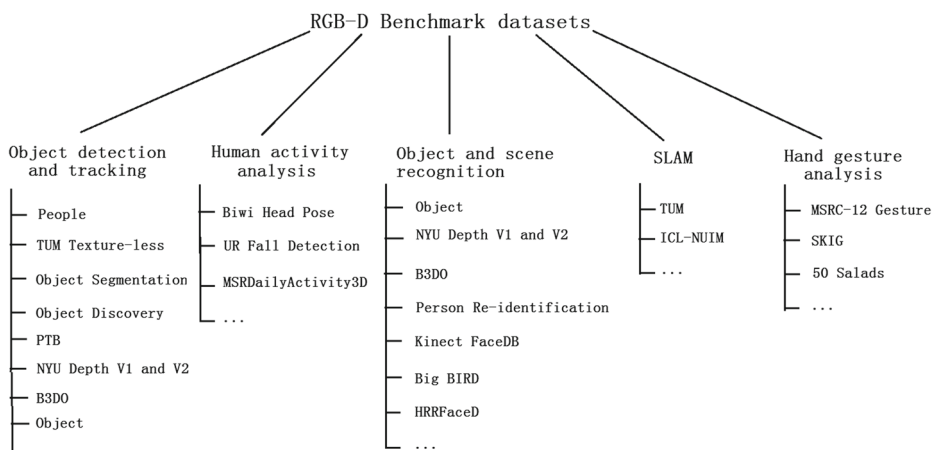 RGB-D Benchmark datasets
Object detection
and tracking
People
TUM Texture-less
Object Segmentation
Object Discovery
PTB
NYU Depth V1 and V2
B3DO
Object
Human activity
analysis
Biwi Head Pose
UR Fall Detection
MSRDailyActivity3D
...
Object and scene
recognition
Object
NYU Depth V1 and V2
B3DO
Person Re-identification
Kinect FaceDB
Big BIRD
HRRFaceD
...
SLAM
TUM
ICL-NUIM
...
Hand gesture
analysis
MSRC-12 Gesture
SKIG
50 Salads
...